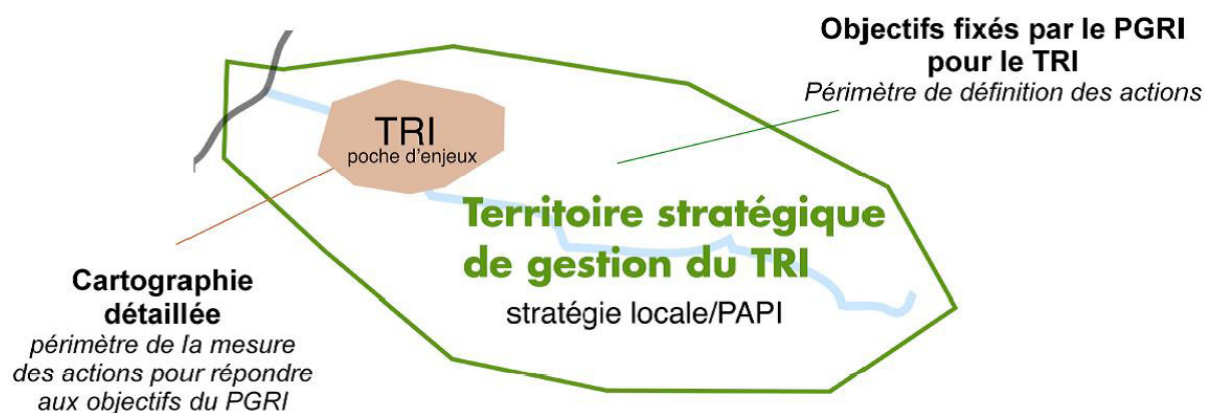 Objectifs fixés par le PGRI
pour le TRI
Périmètre de définition des actions
TRI
poche d'enjeux
Territoire stratégique
de gestion du TRI
stratégie locale/PAPI
Cartographie
détaillée
périmètre de la mesure
des actions pour répondre
aux objectifs du PGRI